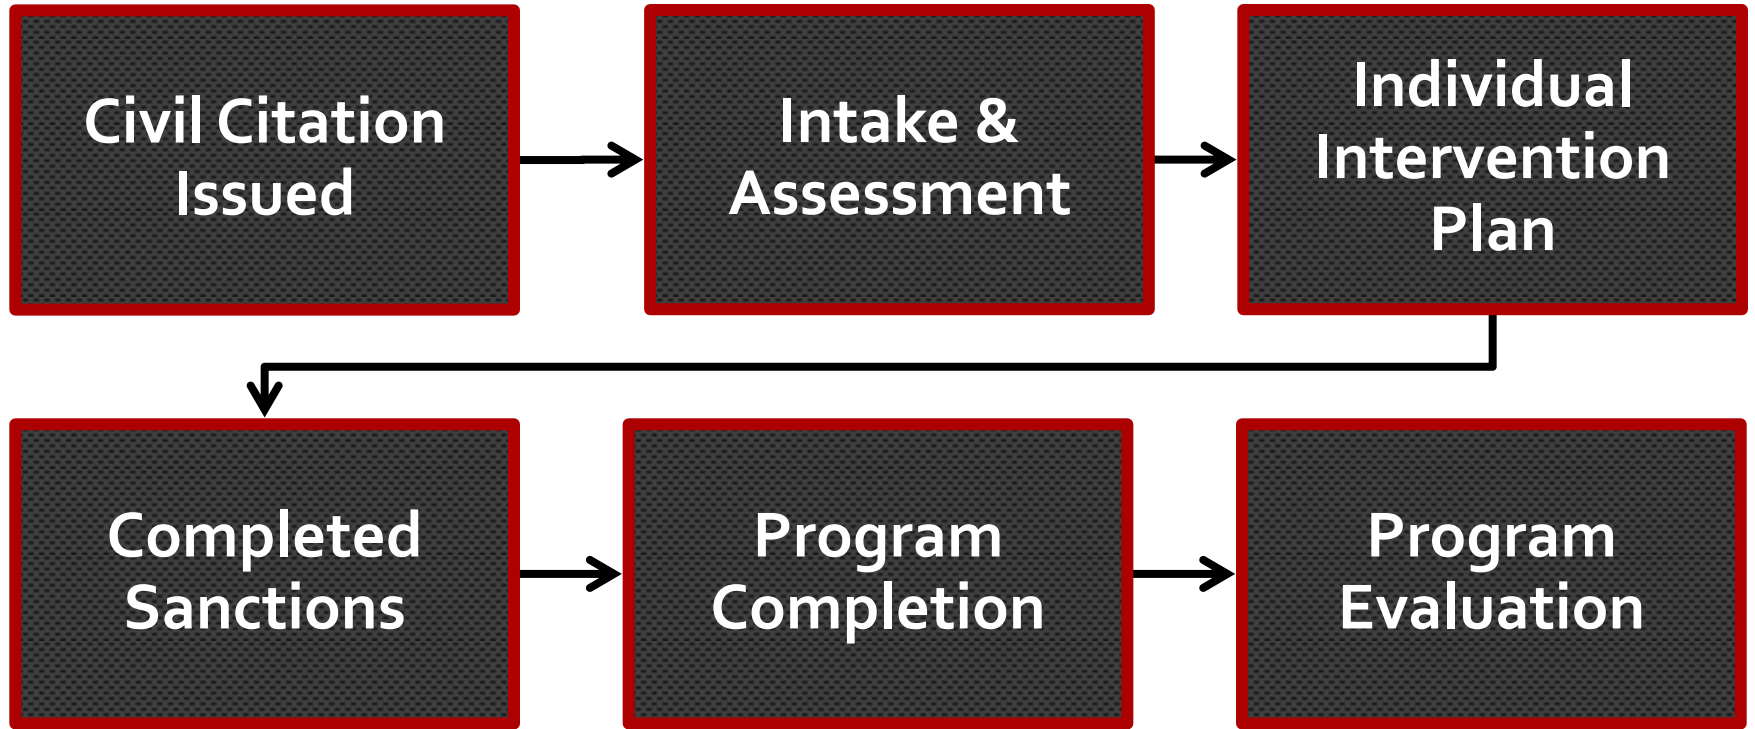 Civil Citation
Issued
Intake &
Assessment
Individual
Intervention
Plan
Completed
Sanctions
Program
Completion
Program
Evaluation